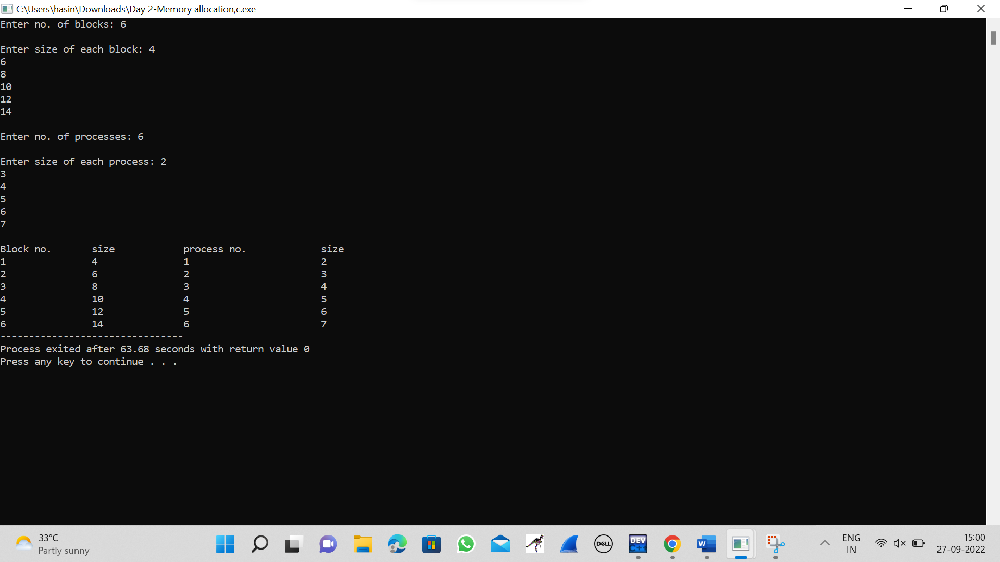 C:\Users\hasin\Downloads\Day 2-Memory allocation,c.exe
Enter no. of blocks: 6
Enter size of each block: 4
6
8
10
12
14
Enter no. of processes: 6
Enter size of each process: 2
3
4
5
6
7
Block no. size process no. size
1 4 1 2
2 6 2 3
3 8 3 4
4 10 4 5
5 12 5 6
6 14 6 7
--------------------------------
Process exited after 63.68 seconds with return value 0
Press any key to continue . . .
33°C
Partly sunny
DELL
DEV
C++
W
ENG
IN
15:00
27-09-2022